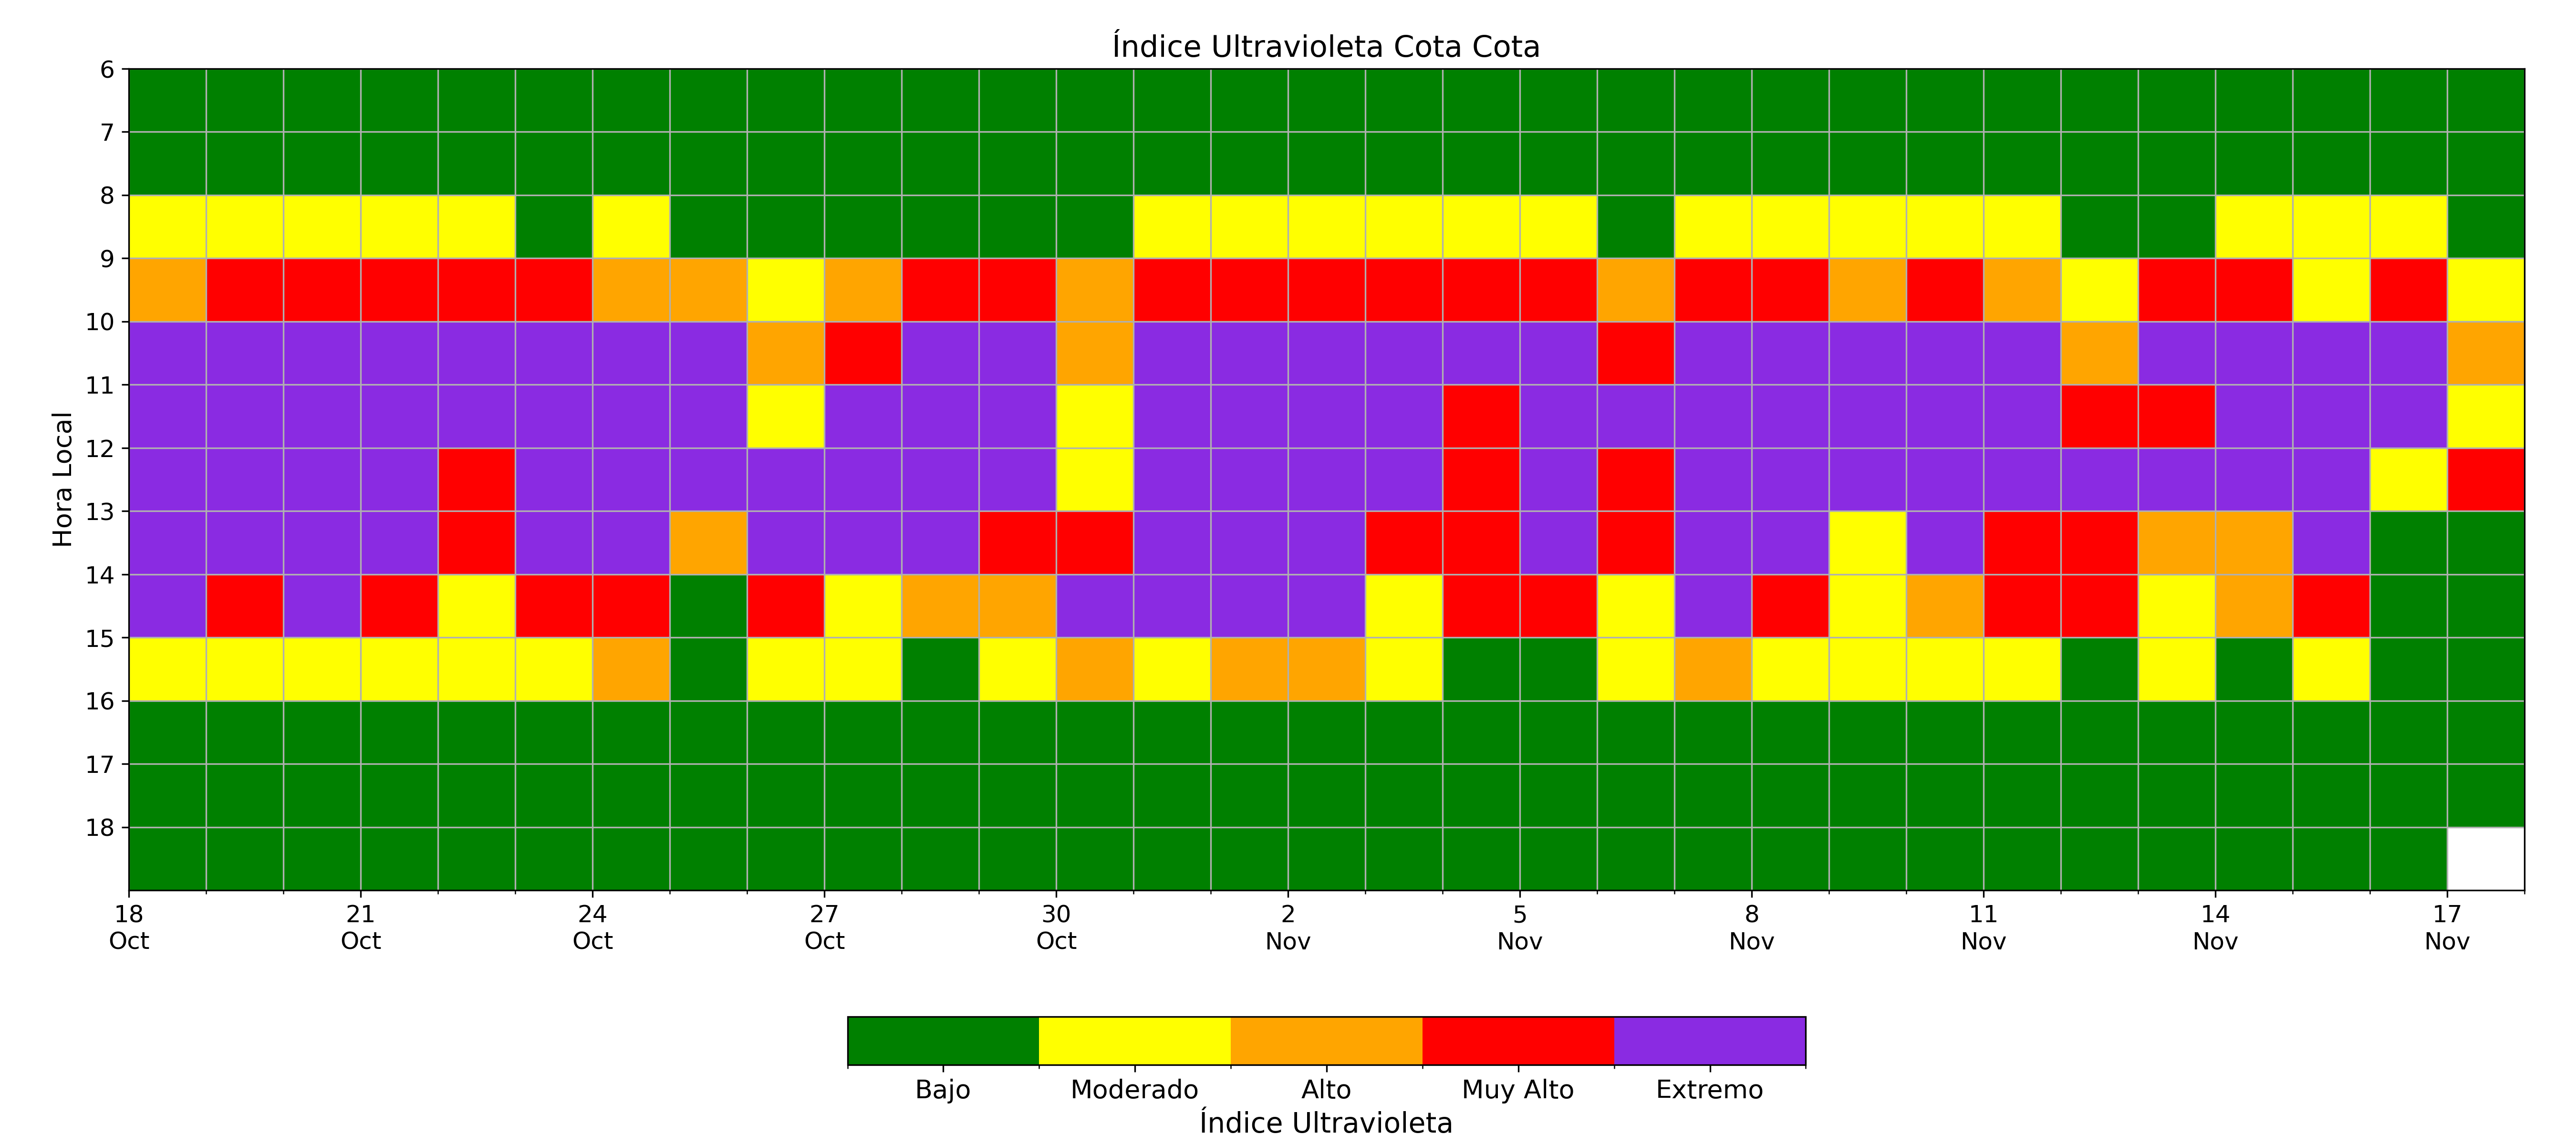 Índice Ultravioleta Cota Cota
6
7
8
9
10
11
12
13
14
15
16
17
18
Hora Local
18 21 24 27 30 2 5 8 11 14 117
Oct Oct Oct Oct Oct Nov Nov Nov Nov Nov Nov
Bajo Moderado Alto Muy Alto Extremo
Índice Ultravioleta